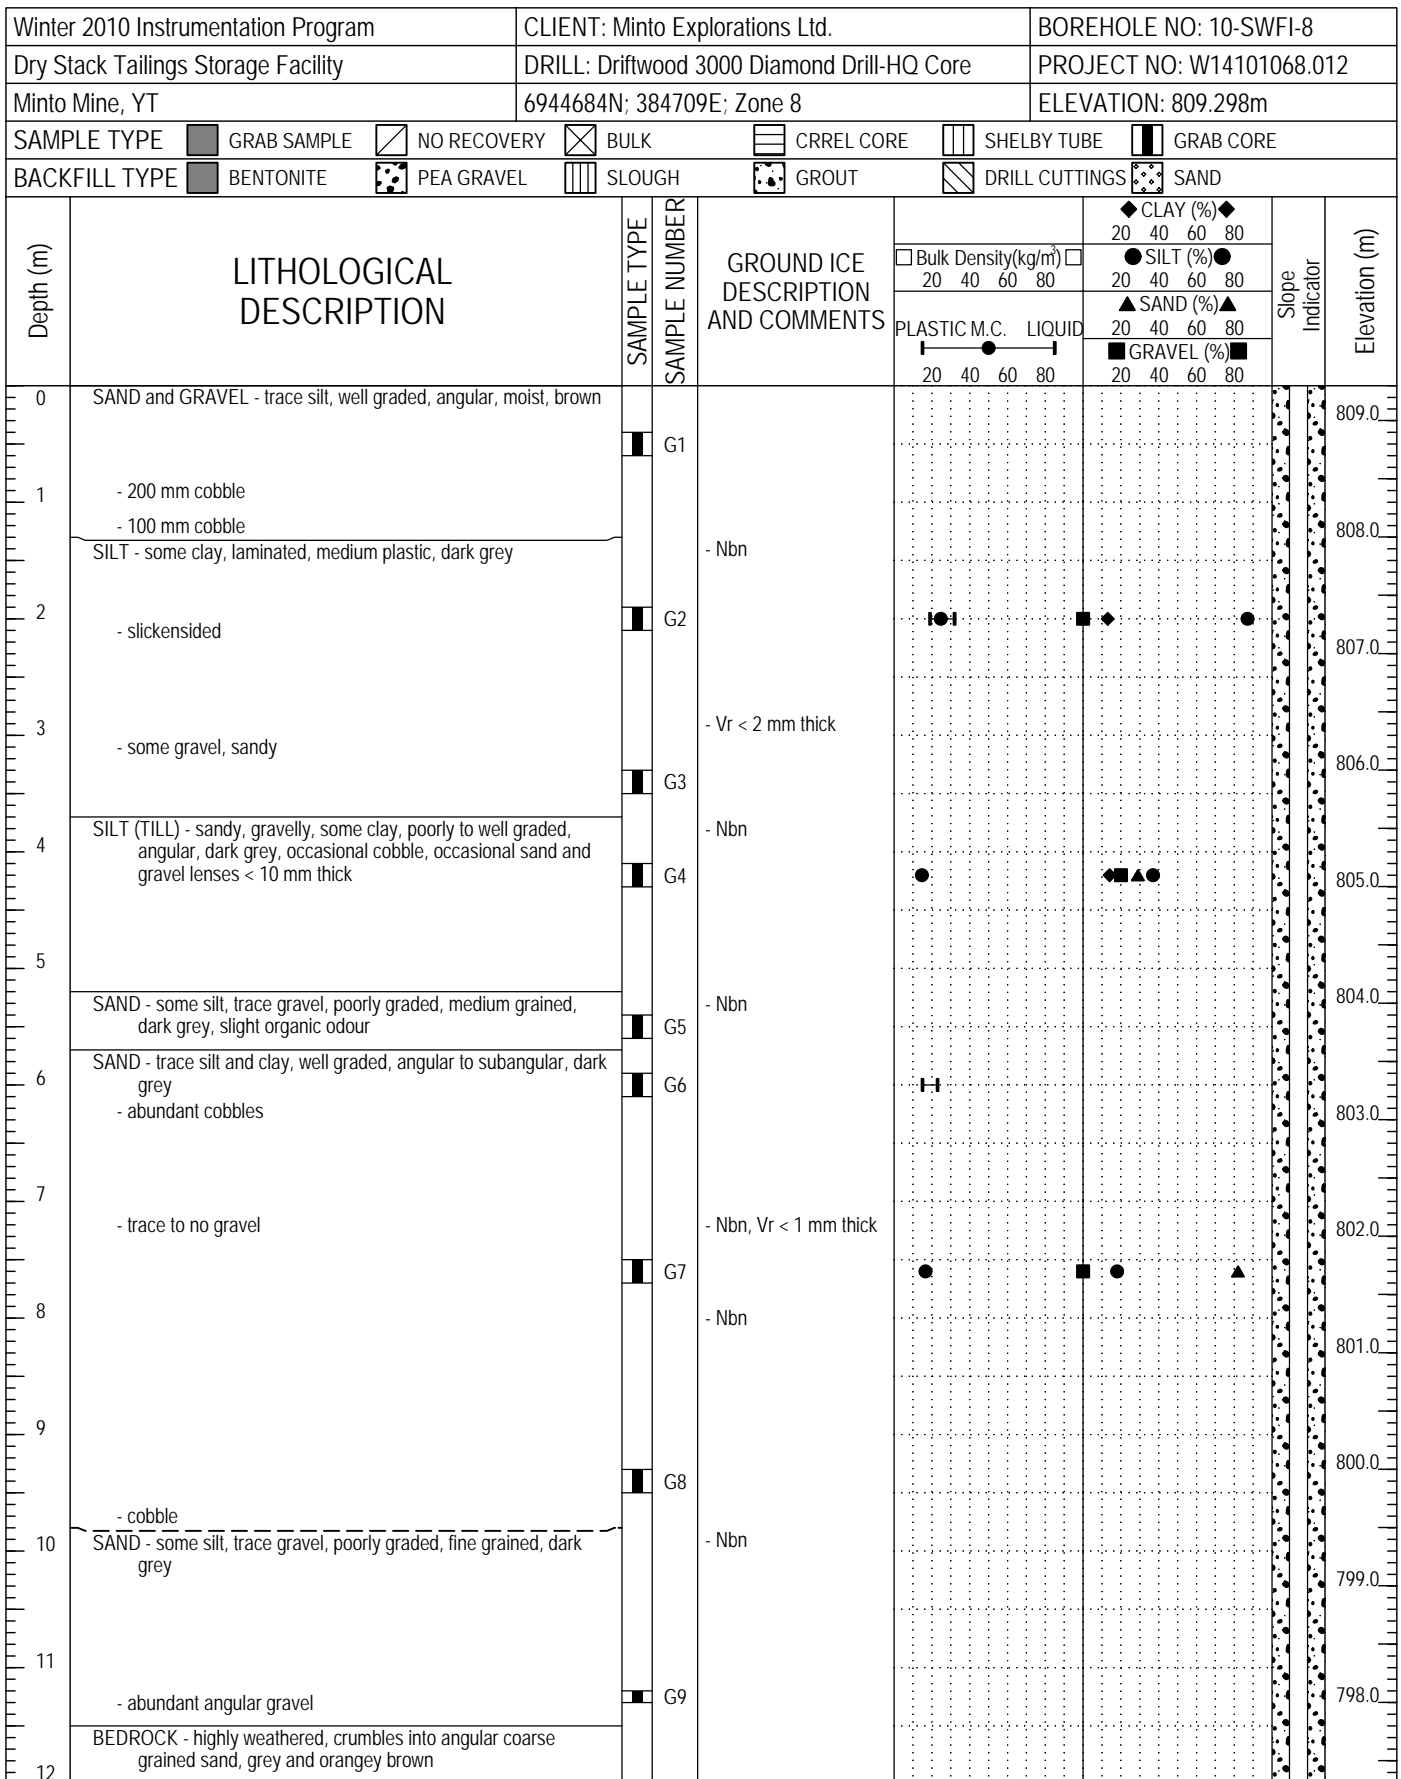 Winter 2010 Instrumentation Program
CLIENT: Minto Explorations Ltd.
BOREHOLE NO: 10-SWFI-8
Dry Stack Tailings Storage Facility
DRILL: Driftwood 3000 Diamond Drill-HQ Core
PROJECT NO: W14101068.012
Minto Mine, YT
6944684N; 384709E; Zone 8
ELEVATION: 809.298m
SAMPLE TYPE
GRAB SAMPLE
NO RECOVERY
BULK
CRREL CORE
SHELBY TUBE
GRAB CORE
BACKFILL TYPE
BENTONITE
PEA GRAVEL
SLOUGH
GROUT
DRILL CUTTINGS
SAND
Depth (m)
LITHOLOGICAL
DESCRIPTION
SAMPLE TYPE
SAMPLE NUMBER
GROUND ICE
DESCRIPTION
AND COMMENTS
Bulk Density(kg/m³)
20 40 60 80
PLASTIC M.C. LIQUID
20 40 60 80
CLAY (%)
20 40 60 80
SILT (%)
20 40 60 80
SAND (%)
20 40 60 80
GRAVEL (%)
20 40 60 80
Slope
Indicator
Elevation (m)
0
SAND and GRAVEL - trace silt, well graded, angular, moist, brown
809.0
G1
1
- 200 mm cobble
- 100 mm cobble
808.0
SILT - some clay, laminated, medium plastic, dark grey
- Nbn
2
G2
- slickensided
807.0
3
- Vr < 2 mm thick
- some gravel, sandy
806.0
G3
SILT (TILL) - sandy, gravelly, some clay, poorly to well graded,
- Nbn
4
angular, dark grey, occasional cobble, occasional sand and
gravel lenses < 10 mm thick
G4
805.0
5
SAND - some silt, trace gravel, poorly graded, medium grained,
- Nbn
804.0
dark grey, slight organic odour
G5
SAND - trace silt and clay, well graded, angular to subangular, dark
6
grey
G6
- abundant cobbles
803.0
7
- trace to no gravel
- Nbn, Vr < 1 mm thick
802.0
G7
8
- Nbn
801.0
9
800.0
G8
- cobble
10
SAND - some silt, trace gravel, poorly graded, fine grained, dark
- Nbn
grey
799.0
11
- abundant angular gravel
G9
798.0
BEDROCK - highly weathered, crumbles into angular coarse
grained sand, grey and orangey brown
12